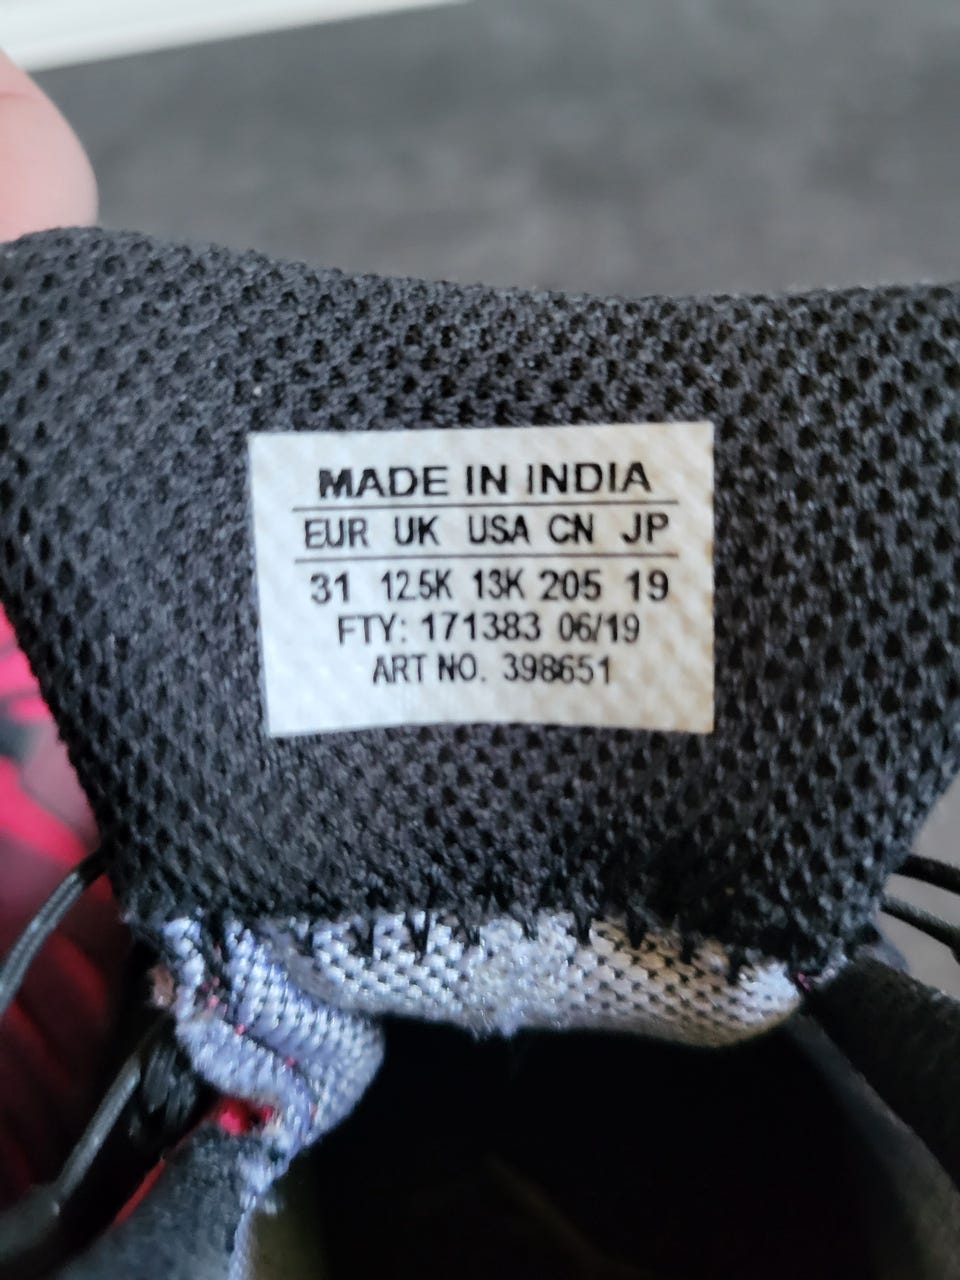 MADE IN INDIA
EUR UK USA CN JP
31 12.5K 13K 205 19
FTY: 171383 06/19
ART NO. 398651